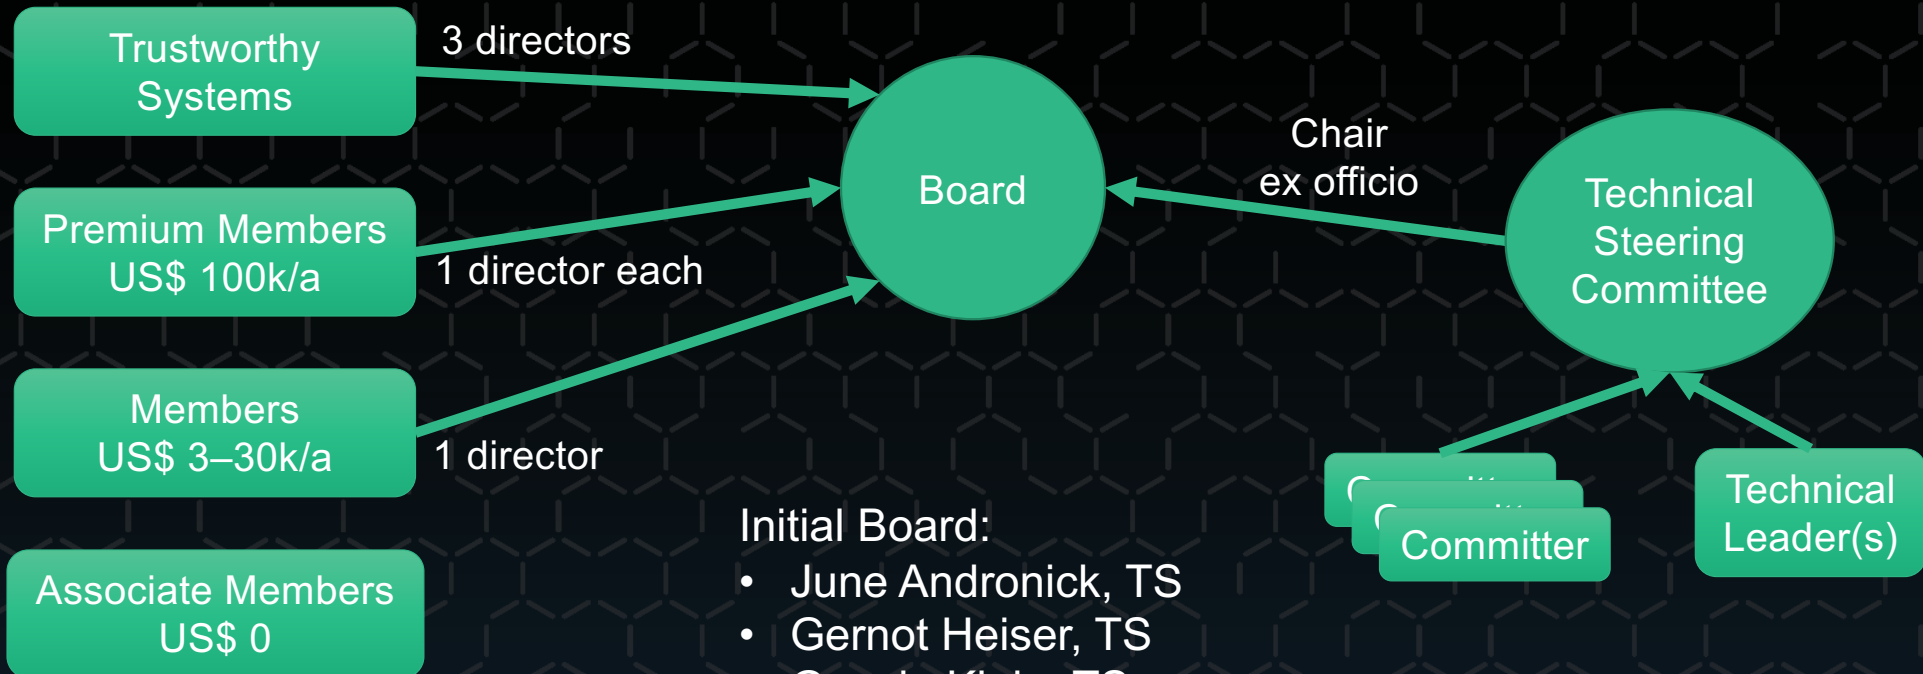 Trustworthy
Systems
3 directors
Premium Members
US$ 100k/a
1 director each
Members
US$ 3–30k/a
1 director
Associate Members
US$ 0
Board
Chair
ex officio
Technical
Steering
Committee
Committer
Technical
Leader(s)
Initial Board:
• June Andronick, TS
• Gernot Heiser, TS